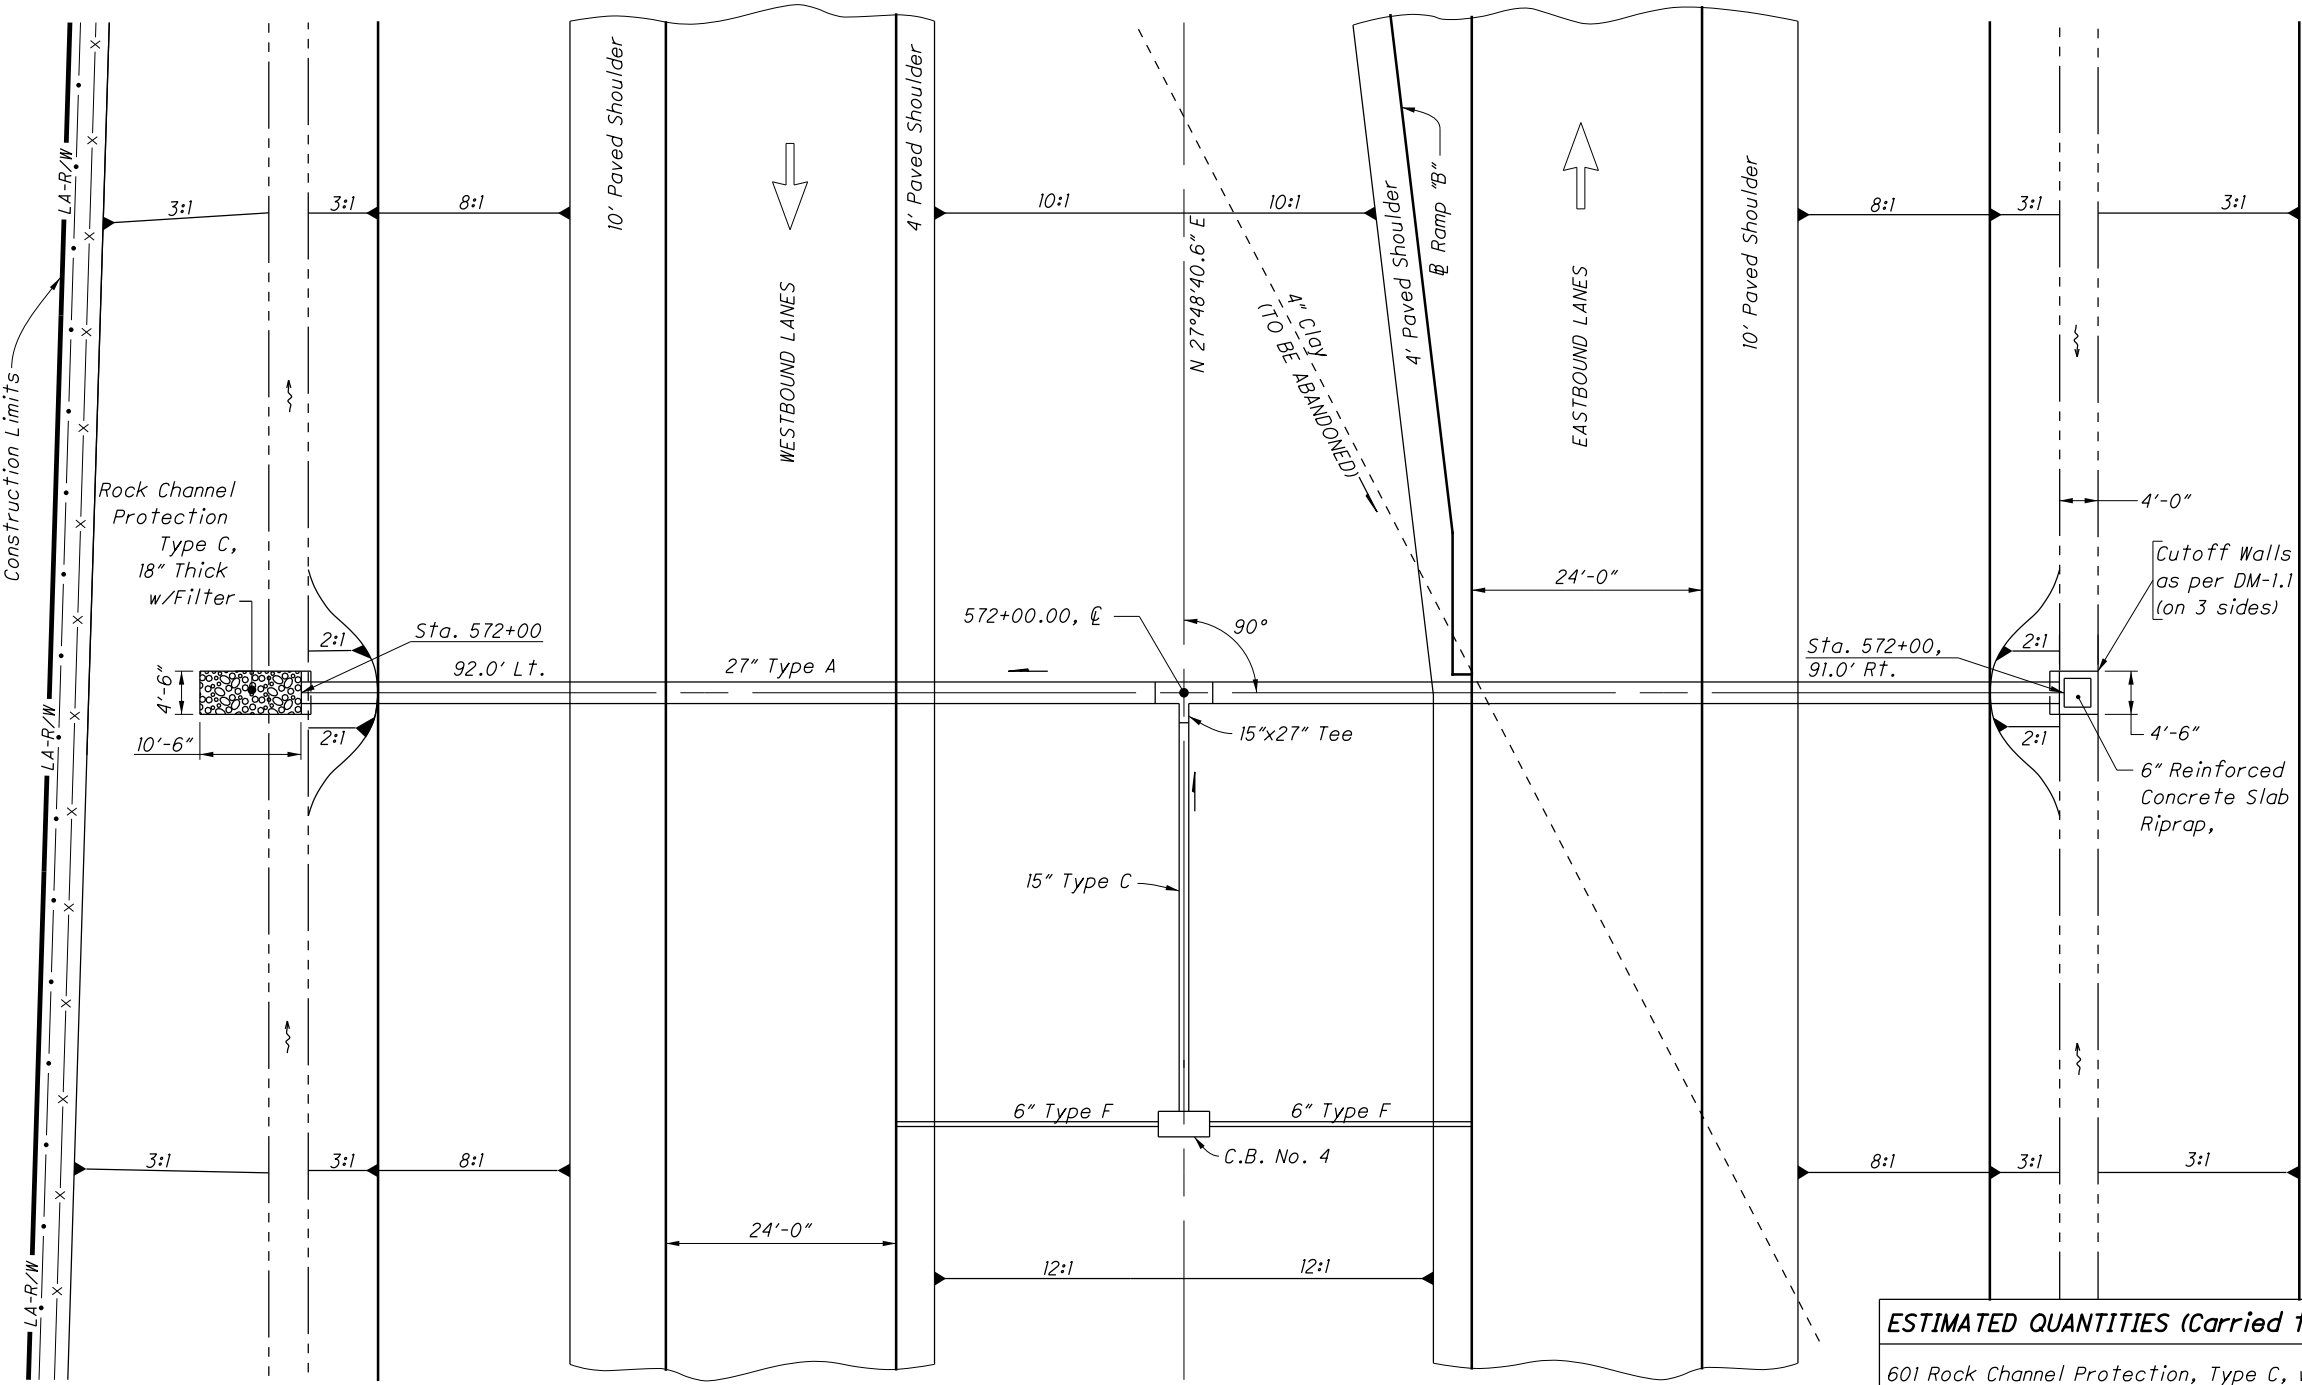 10' Paved Shoulder
4' Paved Shoulder
10' Paved Shoulder
4' Paved Shoulder
℄ Ramp "B"
LA-R/W
3:1
3:1
8:1
10:1
10:1
8:1
3:1
3:1
N 27°48'40.6" E
WESTBOUND LANES
EASTBOUND LANES
4" Clay
(TO BE ABANDONED)
Construction Limits
Rock Channel
Protection
Type C,
18" Thick
w/Filter
4'-0"
Cutoff Walls
as per DM-1.1
(on 3 sides)
24'-0"
572+00.00, ℄
90°
2:1
Sta. 572+00
92.0' Lt.
27" Type A
Sta. 572+00,
91.0' Rt.
2:1
4'-6"
10'-6"
2:1
15"x27" Tee
2:1
4'-6"
6" Reinforced
Concrete Slab
Riprap,
LA-R/W
15" Type C
6" Type F
6" Type F
C.B. No. 4
3:1
3:1
8:1
8:1
3:1
3:1
24'-0"
12:1
12:1
LA-R/W
ESTIMATED QUANTITIES (Carried
601 Rock Channel Protection, Type C,